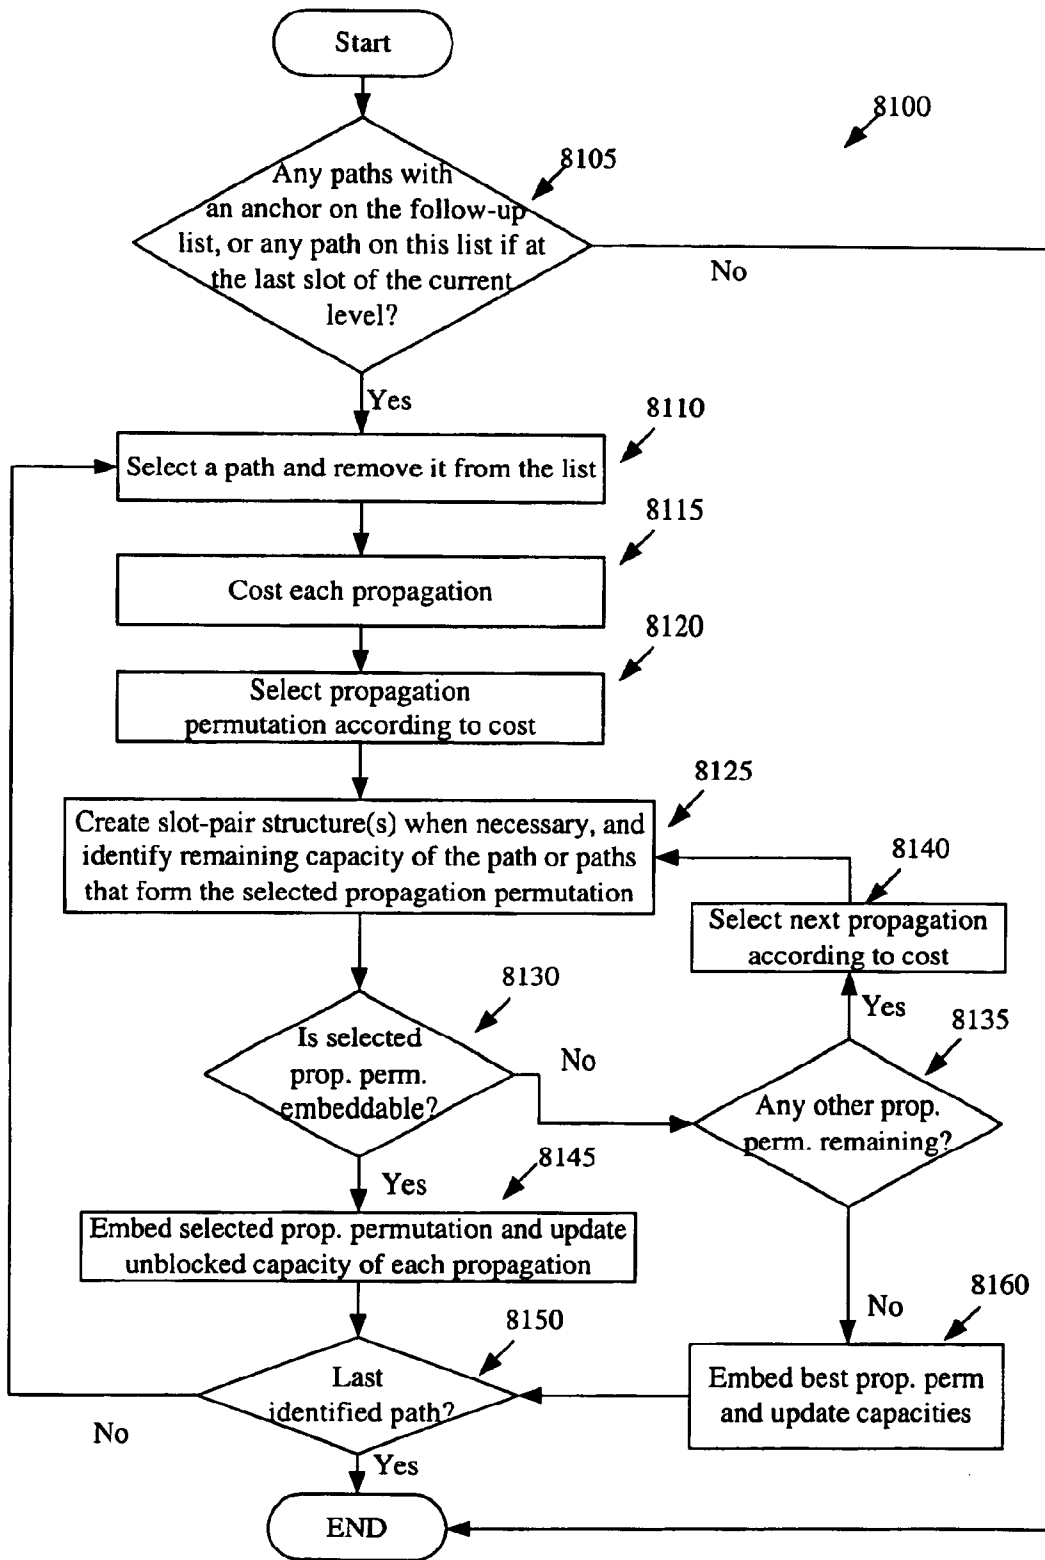 Start
8100
8105
Any paths with
an anchor on the follow-up
list, or any path on this list if at
the last slot of the current
level?
No
Yes
8110
Select a path and remove it from the list
8115
Cost each propagation
8120
Select propagation
permutation according to cost
8125
Create slot-pair structure(s) when necessary, and
identify remaining capacity of the path or paths
that form the selected propagation permutation
8140
Select next propagation
according to cost
8130
Is selected
prop. perm.
embeddable?
No
Yes
8135
Any other prop.
perm. remaining?
Yes
8145
Embed selected prop. permutation and update
unblocked capacity of each propagation
No
8160
Embed best prop. perm
and update capacities
8150
Last
identified path?
No
Yes
END